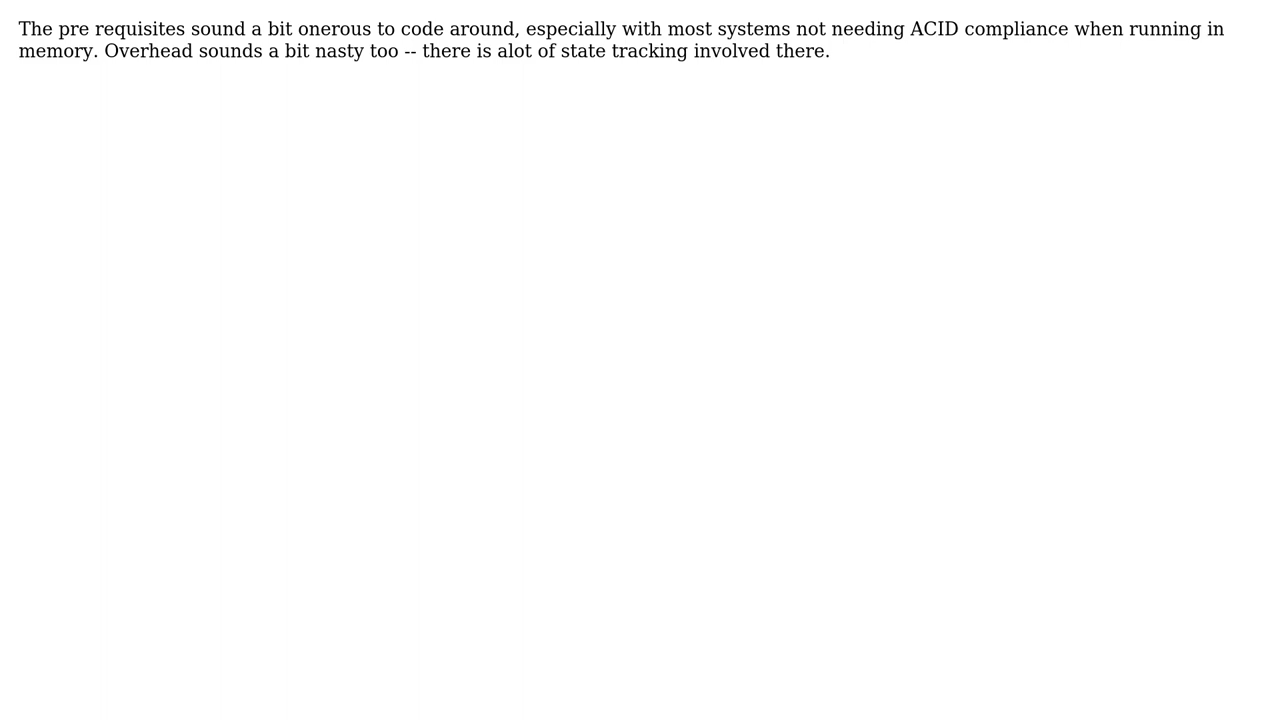 The pre requisites sound a bit onerous to code around, especially with most systems not needing ACID compliance when running in
memory. Overhead sounds a bit nasty too -- there is alot of state tracking involved there.